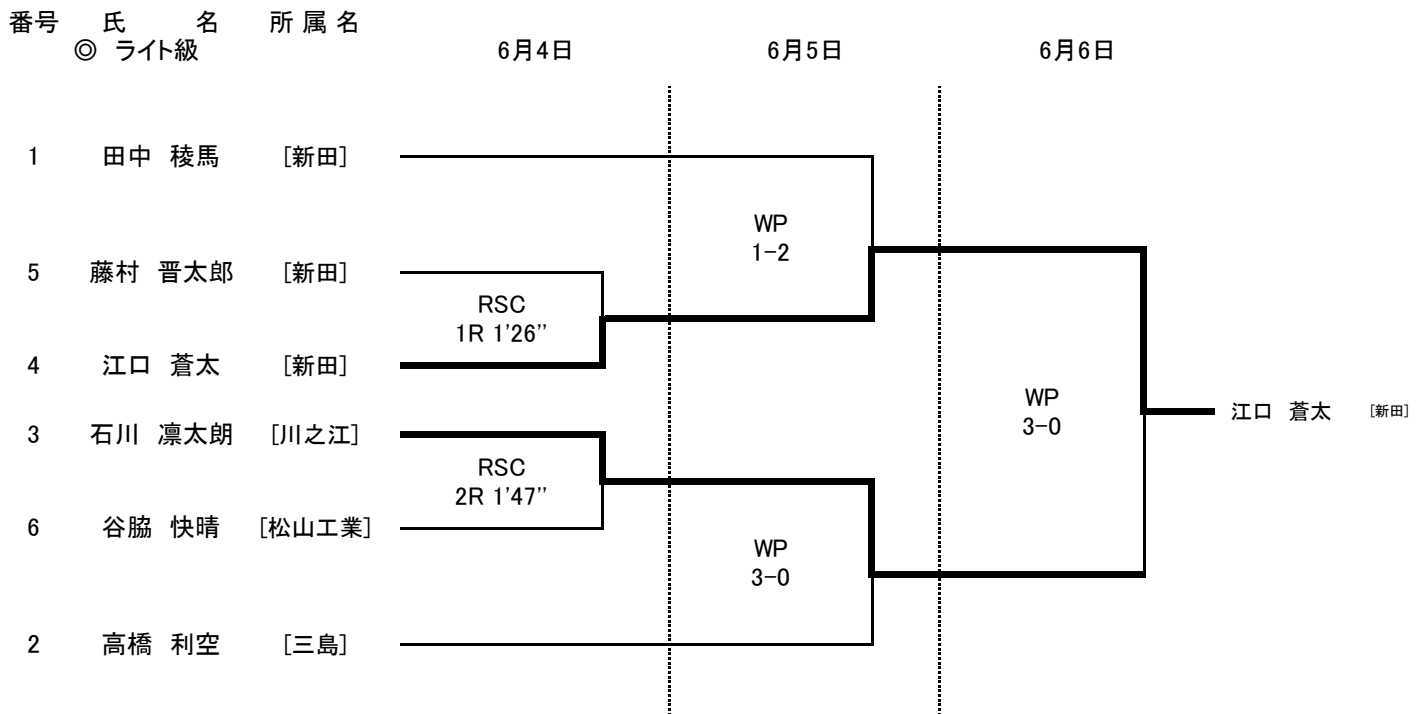 番号 氏 名 所属名
◎ ライト級 6月4日 6月5日 6月6日
1 田中 稜馬 [新田]
WP
1-2
5 藤村 晋太郎 [新田]
RSC
1R 1'26''
4 江口 蒼太 [新田]
WP
3-0
江口 蒼太 [新田]
3 石川 凛太朗 [川之江]
RSC
2R 1'47''
6 谷脇 快晴 [松山工業]
WP
3-0
2 高橋 利空 [三島]